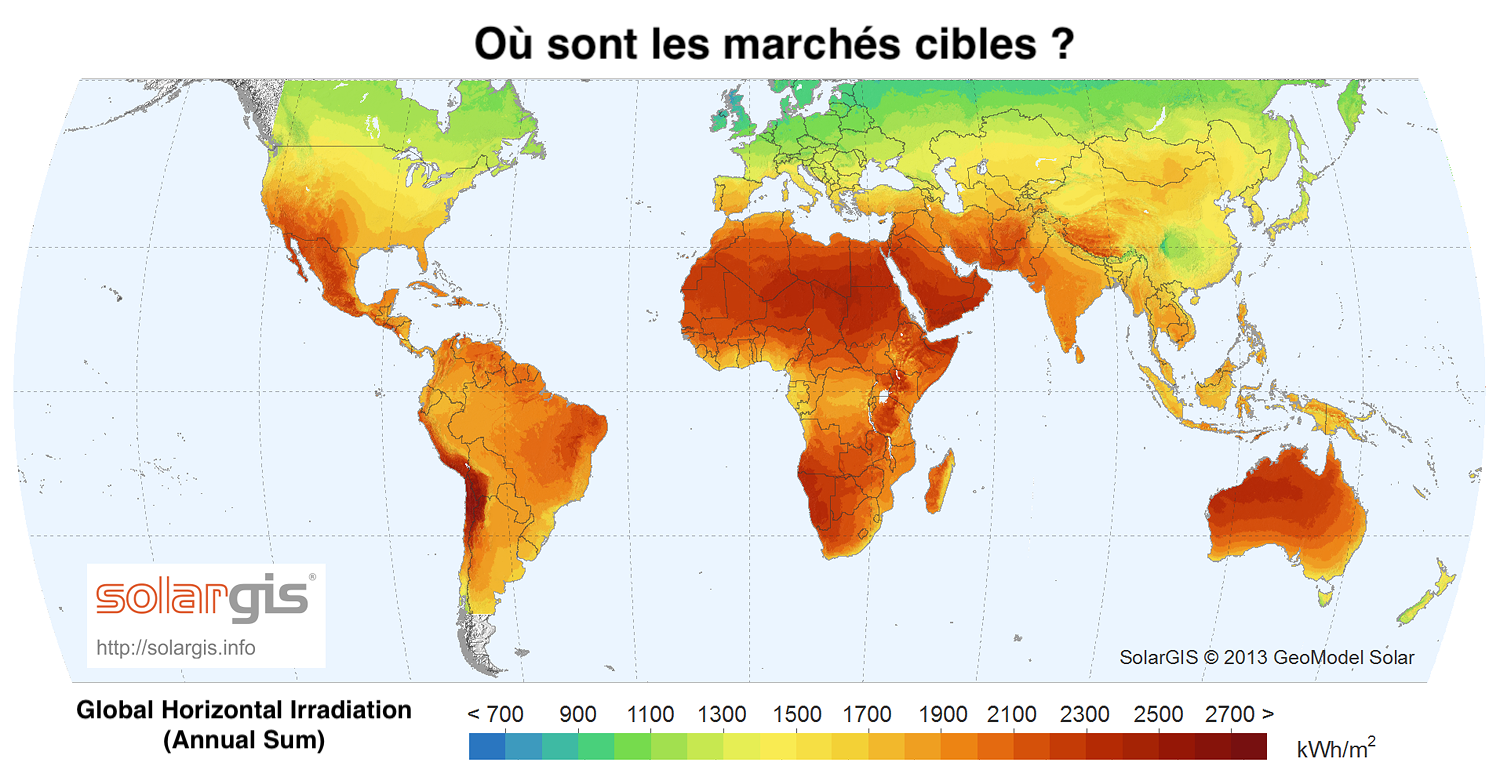 Où sont les marchés cibles ?
solargis®
http://solargis.info
SolarGIS © 2013 GeoModel Solar
Global Horizontal Irradiation
(Annual Sum)
< 700 900 1100 1300 1500 1700 1900 2100 2300 2500 2700 >
kWh/m²